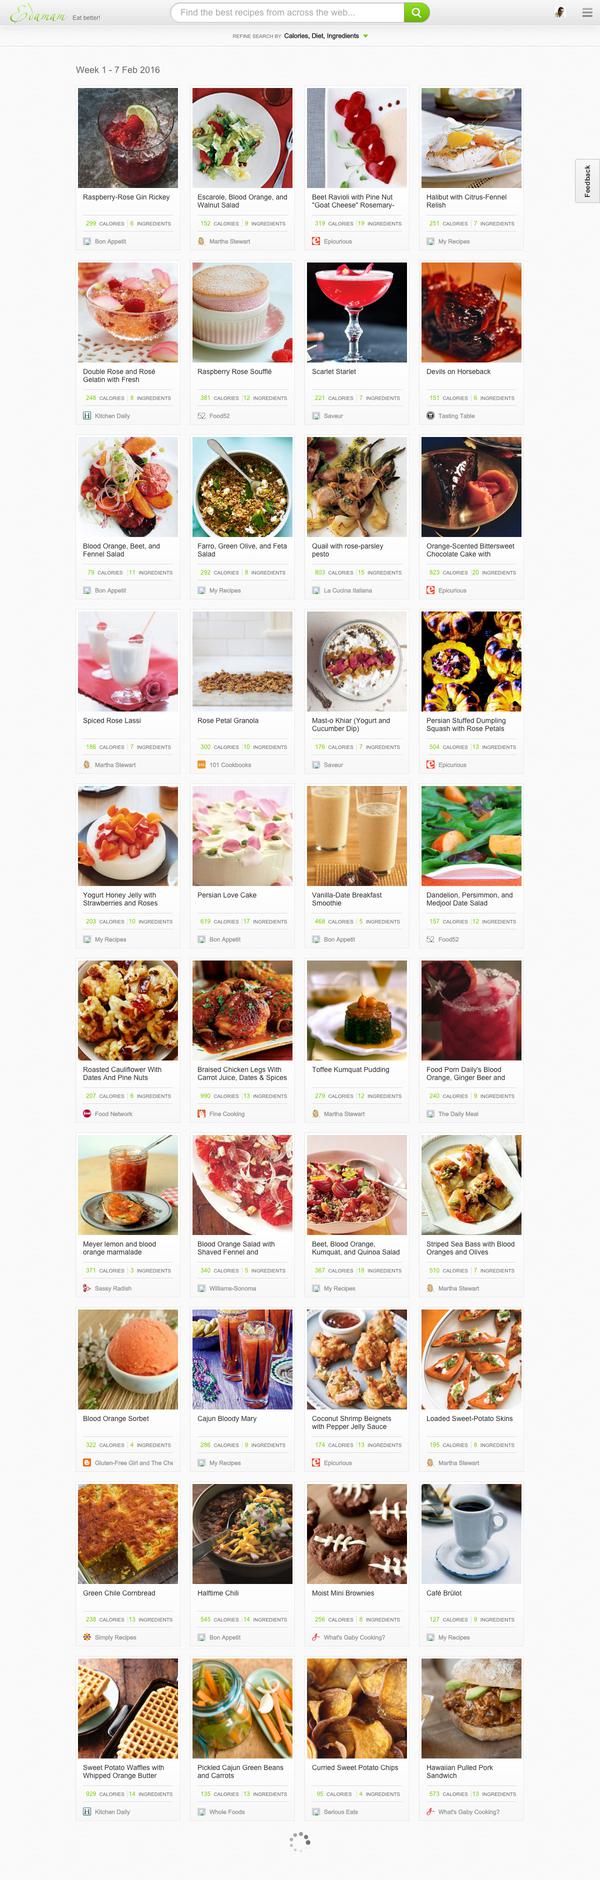 Edamam Eat better! Find the best recipes from across the web...
REFINE SEARCH BY Calories, Diet, Ingredients
Feedback
Week 1 - 7 Feb 2016
Raspberry-Rose Gin Rickey
299 CALORIES 6 INGREDIENTS
Bon Appetit
Escarole, Blood Orange, and
Walnut Salad
152 CALORIES 9 INGREDIENTS
Martha Stewart
Beet Ravioli with Pine Nut
"Goat Cheese" Rosemary-
319 CALORIES 19 INGREDIENTS
Epicurious
Halibut with Citrus-Fennel
Relish
251 CALORIES 7 INGREDIENTS
My Recipes
Double Rose and Rosé
Gelatin with Fresh
248 CALORIES 8 INGREDIENTS
Kitchen Daily
Raspberry Rose Soufflé
381 CALORIES 12 INGREDIENTS
Food52
Scarlet Starlet
221 CALORIES 7 INGREDIENTS
Saveur
Devils on Horseback
151 CALORIES 6 INGREDIENTS
Tasting Table
Blood Orange, Beet, and
Fennel Salad
79 CALORIES 11 INGREDIENTS
Bon Appetit
Farro, Green Olive, and Feta
Salad
292 CALORIES 8 INGREDIENTS
My Recipes
Quail with rose-parsley
pesto
803 CALORIES 15 INGREDIENTS
La Cucina Italiana
Orange-Scented Bittersweet
Chocolate Cake with
823 CALORIES 20 INGREDIENTS
Epicurious
Spiced Rose Lassi
186 CALORIES 7 INGREDIENTS
Martha Stewart
Rose Petal Granola
300 CALORIES 10 INGREDIENTS
101 Cookbooks
Mast-o Khiar (Yogurt and
Cucumber Dip)
176 CALORIES 7 INGREDIENTS
Saveur
Persian Stuffed Dumpling
Squash with Rose Petals
504 CALORIES 13 INGREDIENTS
Epicurious
Yogurt Honey Jelly with
Strawberries and Roses
203 CALORIES 10 INGREDIENTS
My Recipes
Persian Love Cake
619 CALORIES 17 INGREDIENTS
Bon Appetit
Vanilla-Date Breakfast
Smoothie
468 CALORIES 5 INGREDIENTS
Bon Appetit
Dandelion, Persimmon, and
Medjool Date Salad
157 CALORIES 12 INGREDIENTS
Food52
Roasted Cauliflower With
Dates And Pine Nuts
207 CALORIES 6 INGREDIENTS
Food Network
Braised Chicken Legs With
Carrot Juice, Dates & Spices
990 CALORIES 13 INGREDIENTS
Fine Cooking
Toffee Kumquat Pudding
279 CALORIES 12 INGREDIENTS
Martha Stewart
Food Porn Daily's Blood
Orange, Ginger Beer and
240 CALORIES 9 INGREDIENTS
The Daily Meal
Meyer lemon and blood
orange marmalade
371 CALORIES 3 INGREDIENTS
Sassy Radish
Blood Orange Salad with
Shaved Fennel and
340 CALORIES 5 INGREDIENTS
Williams-Sonoma
Beet, Blood Orange,
Kumquat, and Quinoa Salad
367 CALORIES 18 INGREDIENTS
My Recipes
Striped Sea Bass with Blood
Oranges and Olives
510 CALORIES 7 INGREDIENTS
Martha Stewart
Blood Orange Sorbet
322 CALORIES 4 INGREDIENTS
Gluten-Free Girl and The Che
Cajun Bloody Mary
286 CALORIES 9 INGREDIENTS
My Recipes
Coconut Shrimp Beignets
with Pepper Jelly Sauce
174 CALORIES 13 INGREDIENTS
Epicurious
Loaded Sweet-Potato Skins
195 CALORIES 8 INGREDIENTS
Martha Stewart
Green Chile Cornbread
238 CALORIES 13 INGREDIENTS
Simply Recipes
Halftime Chili
545 CALORIES 14 INGREDIENTS
Bon Appetit
Moist Mini Brownies
256 CALORIES 8 INGREDIENTS
What's Gaby Cooking?
Café Brûlot
127 CALORIES 9 INGREDIENTS
My Recipes
Sweet Potato Waffles with
Whipped Orange Butter
929 CALORIES 14 INGREDIENTS
Kitchen Daily
Pickled Cajun Green Beans
and Carrots
135 CALORIES 13 INGREDIENTS
Whole Foods
Curried Sweet Potato Chips
95 CALORIES 4 INGREDIENTS
Serious Eats
Hawaiian Pulled Pork
Sandwich
573 CALORIES 13 INGREDIENTS
What's Gaby Cooking?